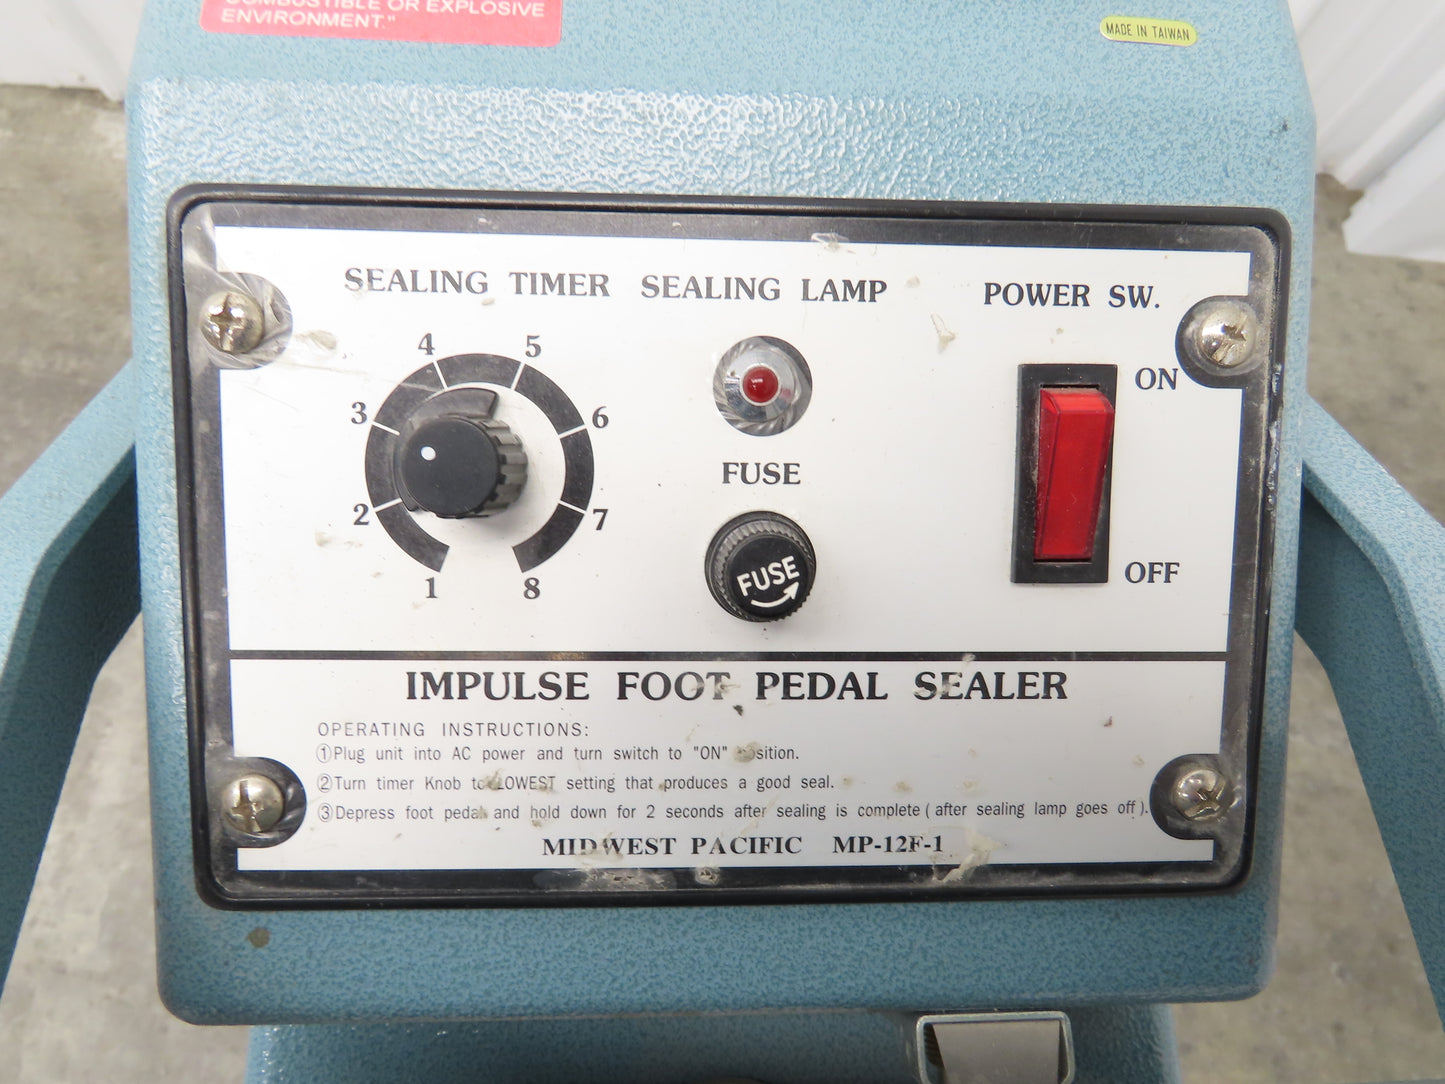 COMBUSTIBLE OR EXPLOSIVE
ENVIRONMENT."
MADE IN TAIWAN
SEALING TIMER
SEALING LAMP
POWER SW.
4
5
3
6
2
7
1
8
ON
FUSE
FUSE
OFF
IMPULSE FOOT PEDAL SEALER
OPERATING INSTRUCTIONS:
①Plug unit into AC power and turn switch to "ON" position.
②Turn timer Knob to LOWEST setting that produces a good seal.
③Depress foot pedal and hold down for 2 seconds after sealing is complete (after sealing lamp goes off).
MIDWEST PACIFIC MP-12F-1